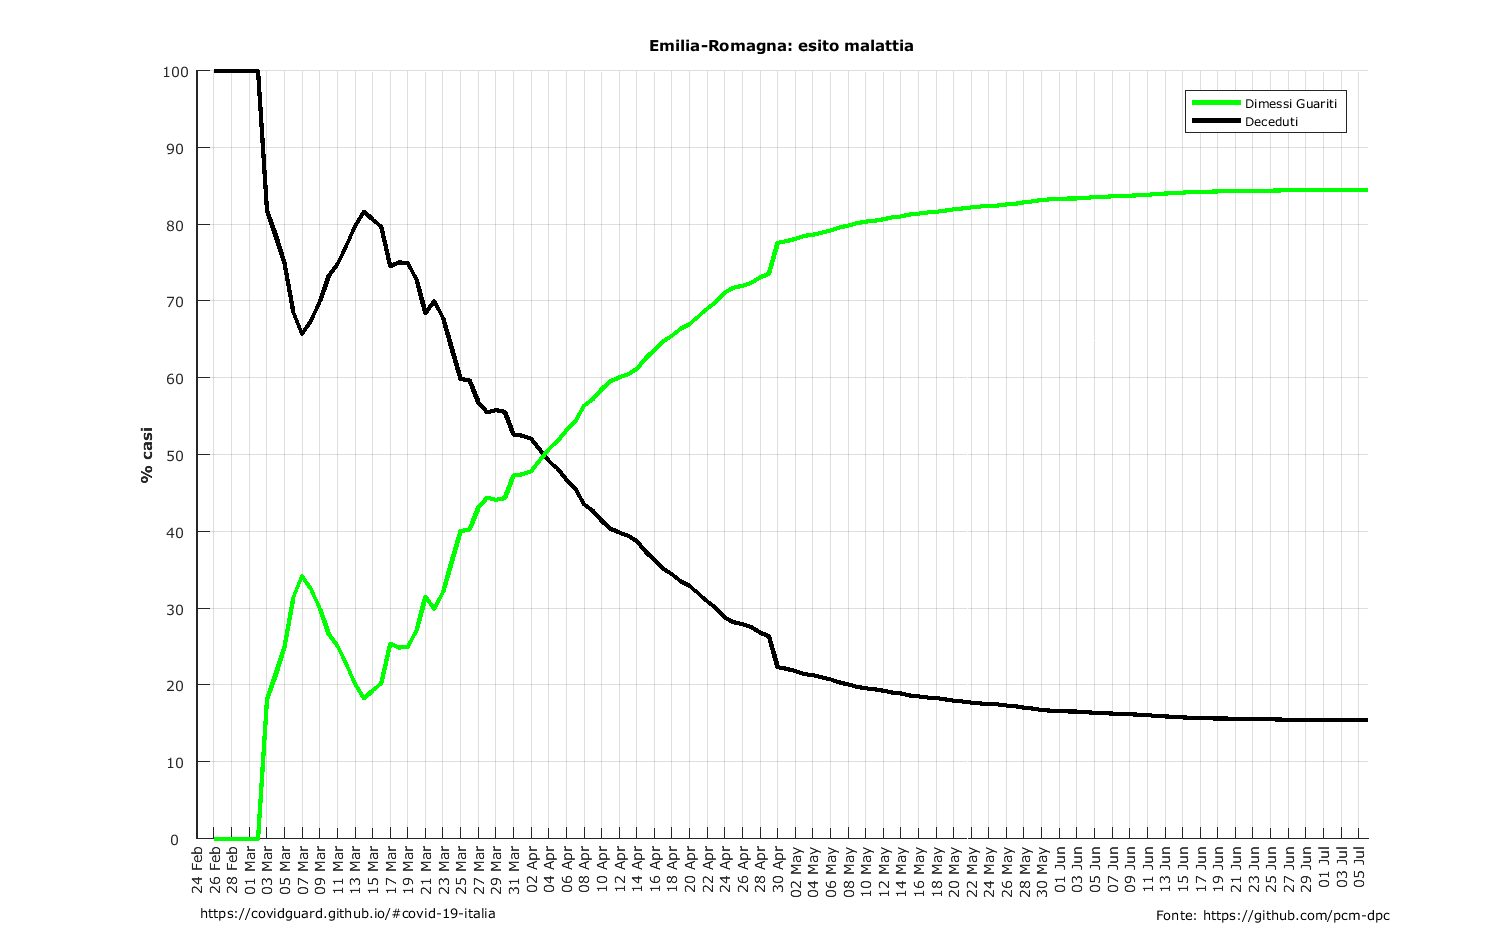 Emilia-Romagna: esito malattia
100
90
80
70
60
50
40
30
20
10
0
% casi
Dimessi Guariti
Deceduti
24 Feb
26 Feb
28 Feb
01 Mar
03 Mar
05 Mar
07 Mar
09 Mar
11 Mar
13 Mar
15 Mar
17 Mar
19 Mar
21 Mar
23 Mar
25 Mar
27 Mar
29 Mar
31 Mar
02 Apr
04 Apr
06 Apr
08 Apr
10 Apr
12 Apr
14 Apr
16 Apr
18 Apr
20 Apr
22 Apr
24 Apr
26 Apr
28 Apr
30 Apr
02 May
04 May
06 May
08 May
10 May
12 May
14 May
16 May
18 May
20 May
22 May
24 May
26 May
28 May
30 May
01 Jun
03 Jun
05 Jun
07 Jun
09 Jun
11 Jun
13 Jun
15 Jun
17 Jun
19 Jun
21 Jun
23 Jun
25 Jun
27 Jun
29 Jun
01 Jul
03 Jul
05 Jul
https://covidguard.github.io/#covid-19-italia
Fonte: https://github.com/pcm-dpc